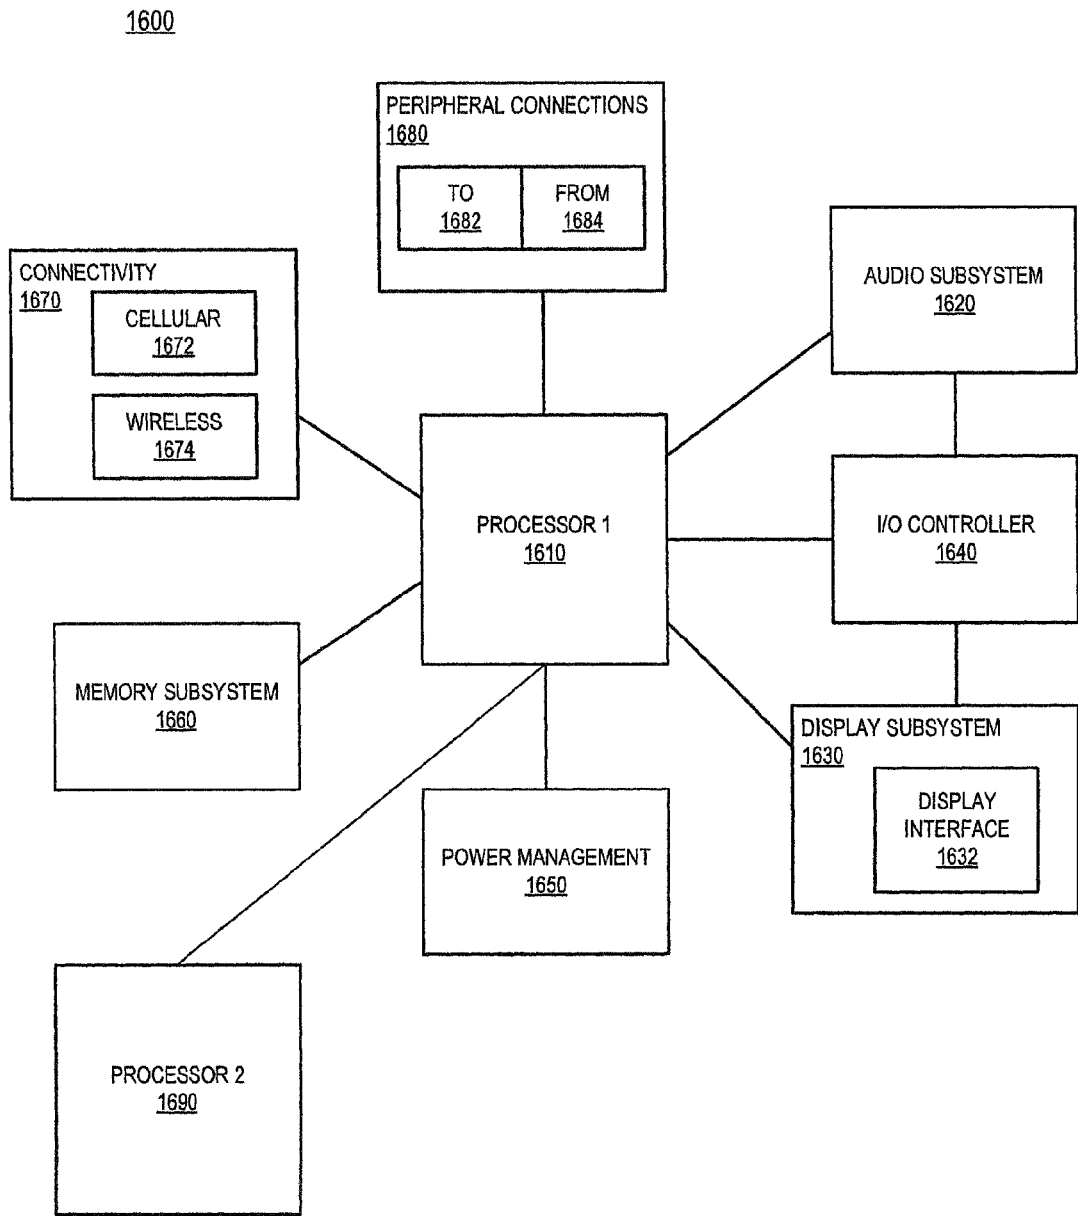 1600
PERIPHERAL CONNECTIONS
1680
TO
1682
FROM
1684
CONNECTIVITY
1670
CELLULAR
1672
WIRELESS
1674
AUDIO SUBSYSTEM
1620
PROCESSOR 1
1610
I/O CONTROLLER
1640
MEMORY SUBSYSTEM
1660
DISPLAY SUBSYSTEM
1630
DISPLAY
INTERFACE
1632
POWER MANAGEMENT
1650
PROCESSOR 2
1690